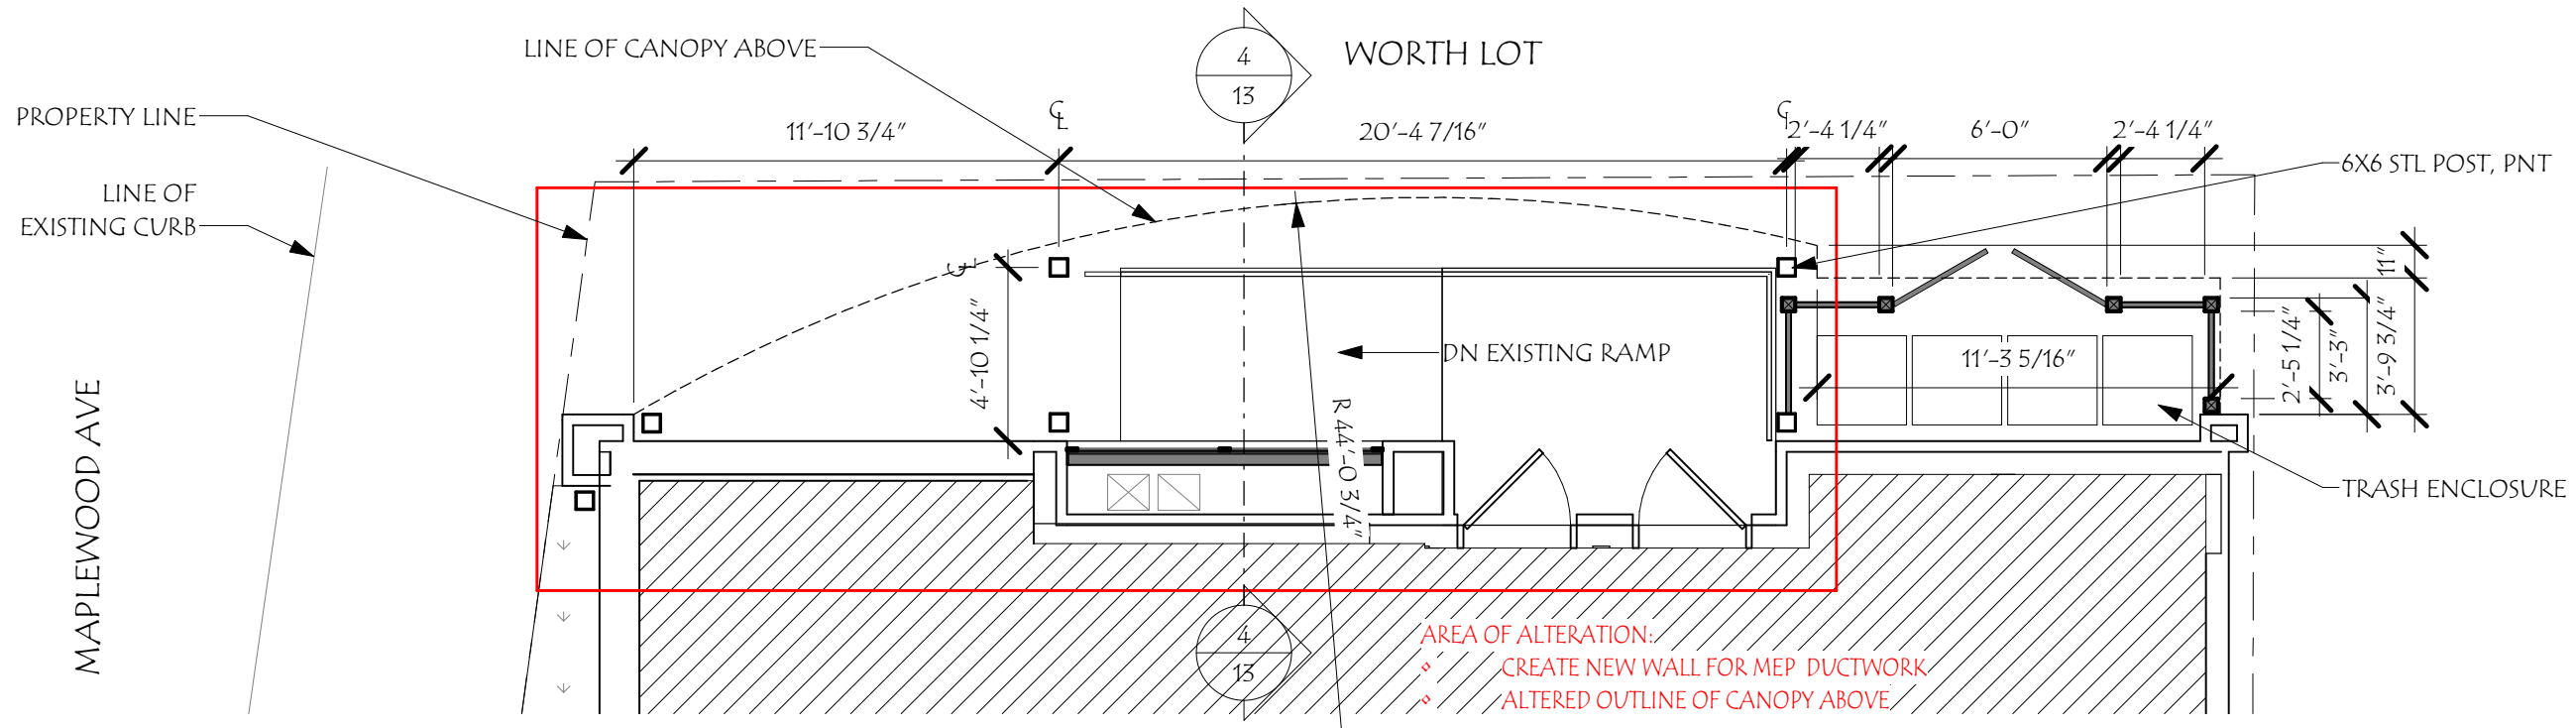 LINE OF CANOPY ABOVE
4
13
WORTH LOT
PROPERTY LINE
℄
℄
11'-10 3/4"
20'-4 7/16"
2'-4 1/4"
6'-0"
2'-4 1/4"
6X6 STL POST, PNT
LINE OF
EXISTING CURB
℄
11"
4'-10 1/4"
DN EXISTING RAMP
11'-3 5/16"
2'-5 1/4"
3'-3"
3'-9 3/4"
R 44'-0 3/4"
MAPLEWOOD AVE
TRASH ENCLOSURE
4
13
AREA OF ALTERATION:
CREATE NEW WALL FOR MEP DUCTWORK
ALTERED OUTLINE OF CANOPY ABOVE